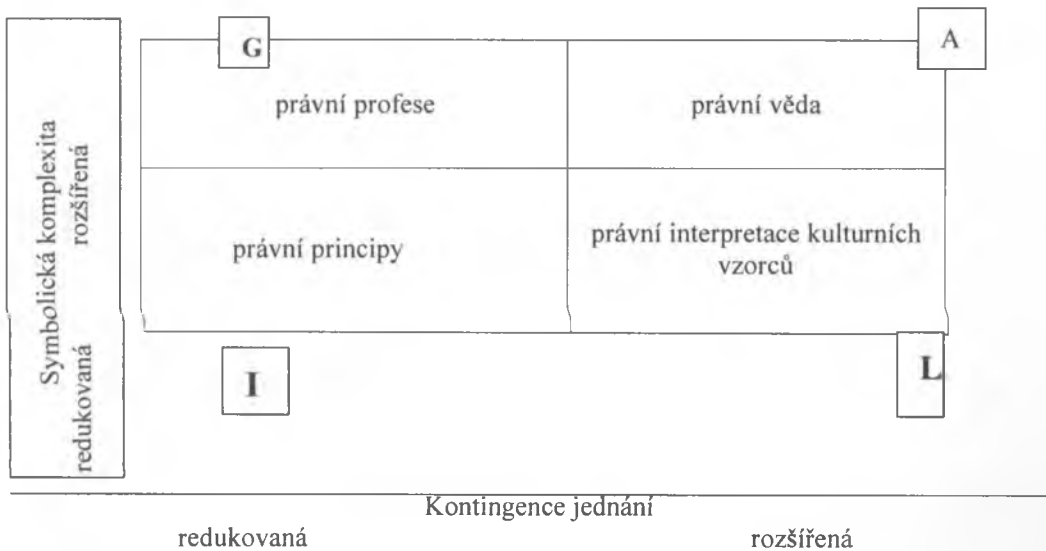 G
A
právní profese
právní věda
Symbolická komplexita
redukovaná rozšířená
právní principy
právní interpretace kulturních
vzorců
I
L
Kontingence jednání
redukovaná
rozšířená